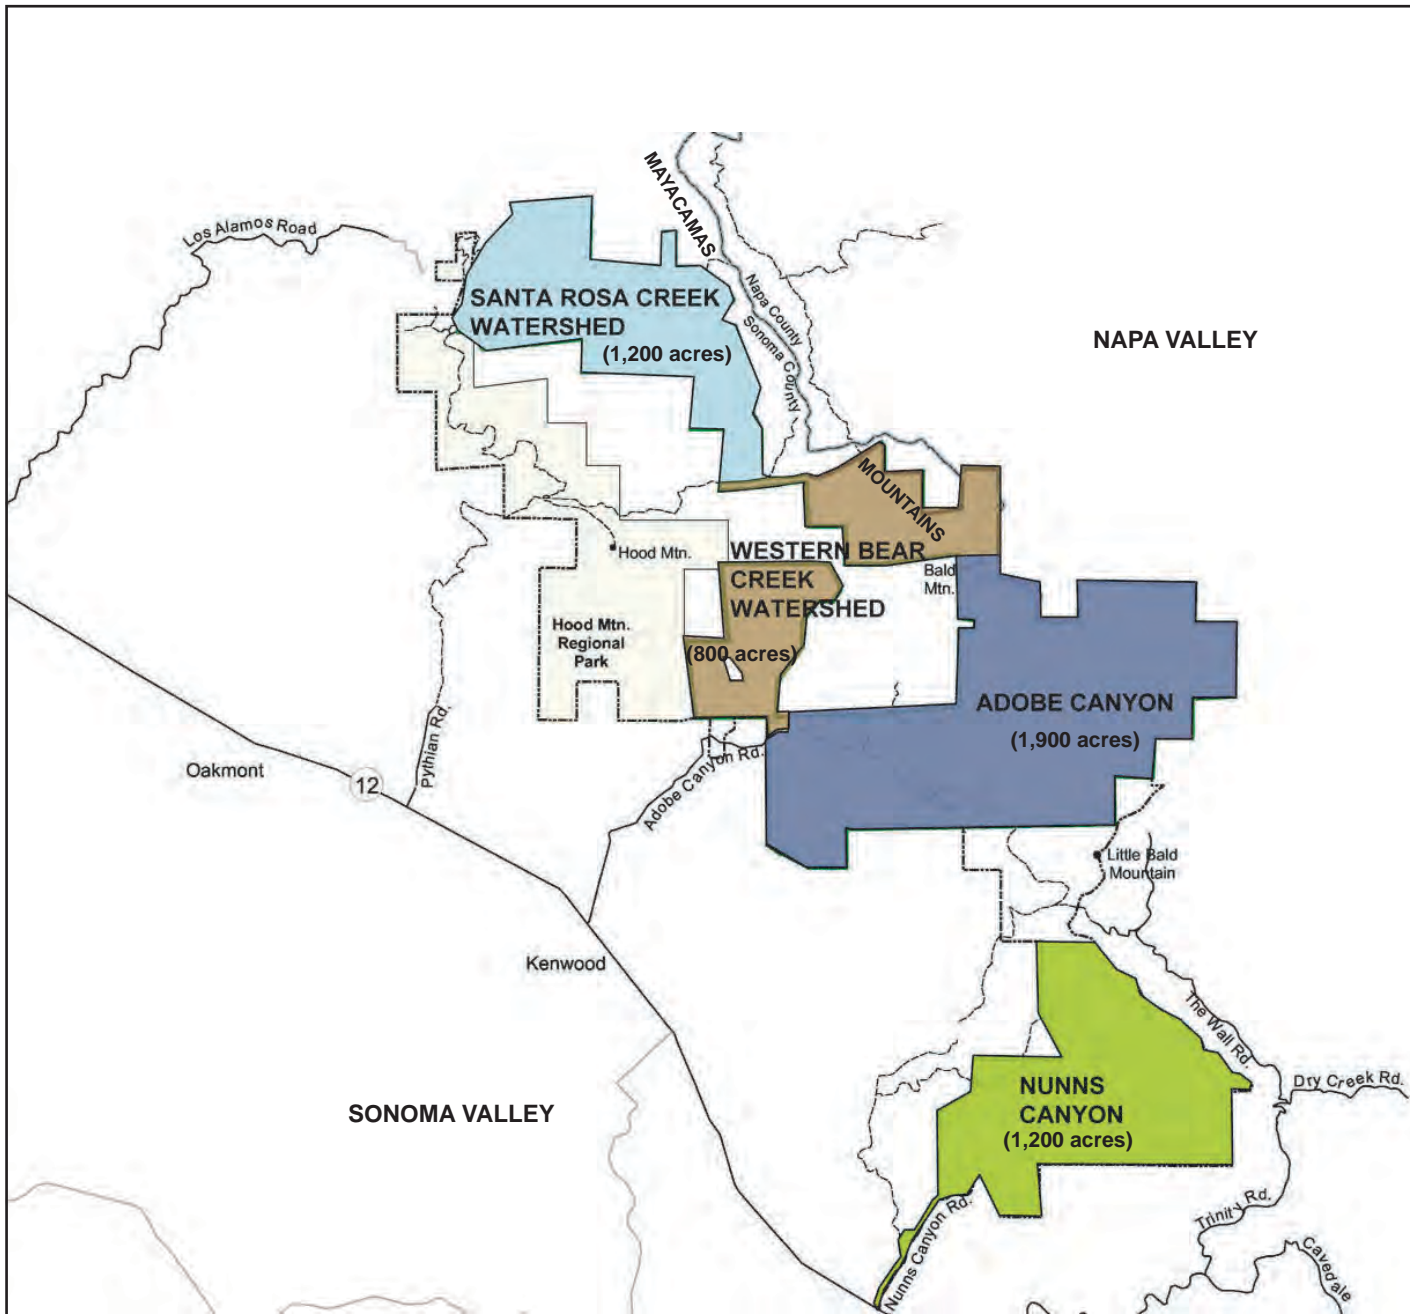 MAYACAMAS
Los Alamos Road
SANTA ROSA CREEK
WATERSHED
(1,200 acres)
Napa County
Sonoma County
NAPA VALLEY
MOUNTAINS
Hood Mtn.
WESTERN BEAR
CREEK
WATERSHED
(800 acres)
Bald
Mtn.
Hood Mtn.
Regional
Park
ADOBE CANYON
(1,900 acres)
Pythian Rd.
Adobe Canyon Rd.
Oakmont
12
Little Bald
Mountain
Kenwood
The Wall Rd.
Dry Creek Rd.
NUNNS
CANYON
(1,200 acres)
SONOMA VALLEY
Nunns Canyon Rd.
Trinity Rd.
Cavedale